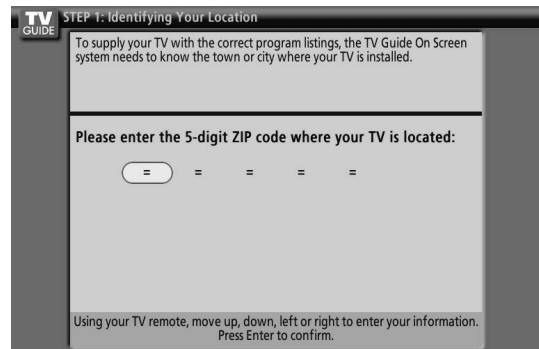 TV
GUIDE
STEP 1: Identifying Your Location
To supply your TV with the correct program listings, the TV Guide On Screen
system needs to know the town or city where your TV is installed.
Please enter the 5-digit ZIP code where your TV is located:
= = = = =
Using your TV remote, move up, down, left or right to enter your information.
Press Enter to confirm.